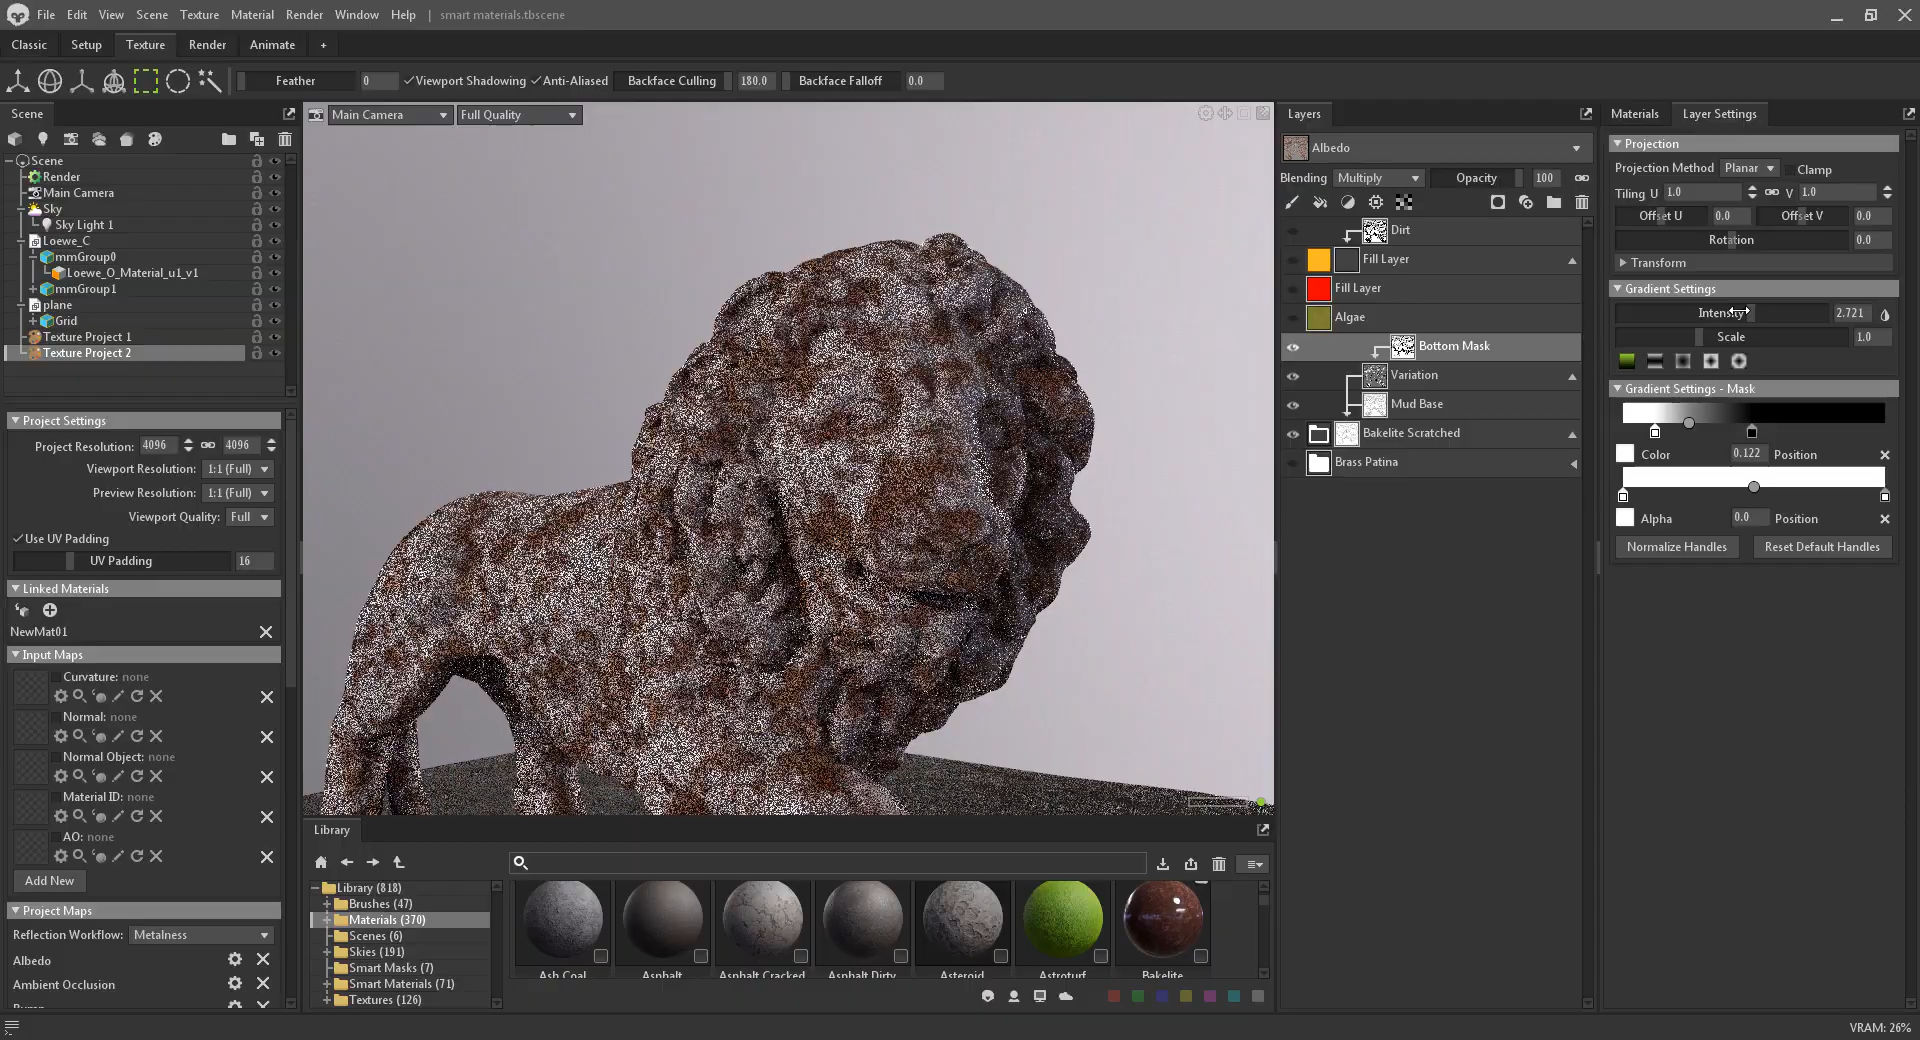 File Edit View Scene Texture Material Render Window Help | smart materials.tbscene
Classic Setup Texture Render Animate +
Feather 0 Viewport Shadowing Anti-Aliased Backface Culling 180.0 Backface Falloff 0.0
Scene
Scene
Render
Main Camera
Sky
Sky Light 1
Loewe_C
mmGroup0
Loewe_O_Material_u1_v1
mmGroup1
plane
Grid
Texture Project 1
Texture Project 2
Project Settings
Project Resolution: 4096 4096
Viewport Resolution: 1:1 (Full)
Preview Resolution: 1:1 (Full)
Viewport Quality: Full
Use UV Padding
UV Padding 16
Linked Materials
NewMat01
Input Maps
Curvature: none
Normal: none
Normal Object: none
Material ID: none
AO: none
Add New
Project Maps
Reflection Workflow: Metalness
Albedo
Ambient Occlusion
Main Camera Full Quality
Library
Library (818)
Brushes (47)
Materials (370)
Scenes (6)
Skies (191)
Smart Masks (7)
Smart Materials (71)
Textures (126)
Ash Coal Asphalt Asphalt Cracked Asphalt Dirty Asteroid Astroturf Bakelite
Layers
Albedo
Blending Multiply Opacity 100
Dirt
Fill Layer
Fill Layer
Algae
Bottom Mask
Variation
Mud Base
Bakelite Scratched
Brass Patina
Materials Layer Settings
Projection
Projection Method Planar Clamp
Tiling U 1.0 V 1.0
Offset U 0.0 Offset V 0.0
Rotation 0.0
Transform
Gradient Settings
Intensity 2.721
Scale 1.0
Gradient Settings - Mask
Color 0.122 Position
Alpha 0.0 Position
Normalize Handles Reset Default Handles
VRAM: 26%